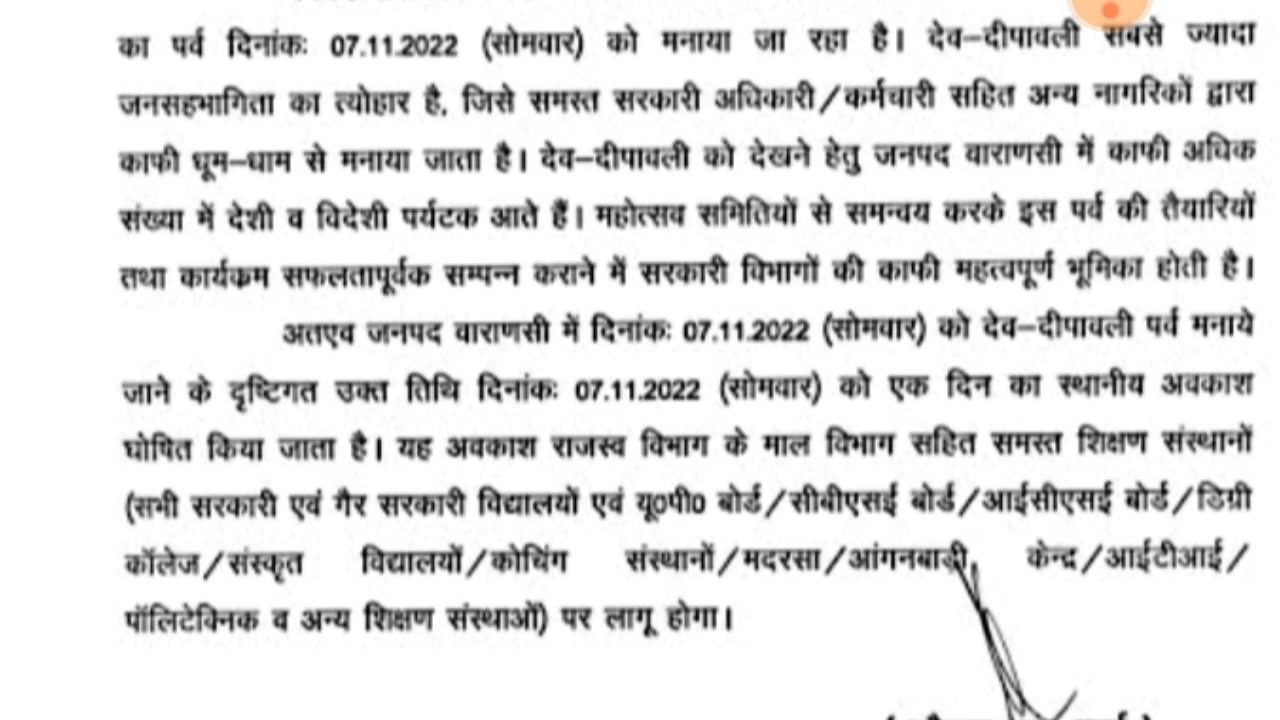 का पर्व दिनांकः 07.11.2022 (सोमवार) को मनाया जा रहा है। देव–दीपावली सबसे ज्यादा
जनसहभागिता का त्योहार है, जिसे समस्त सरकारी अधिकारी/कर्मचारी सहित अन्य नागरिकों द्वारा
काफी धूम–धाम से मनाया जाता है। देव–दीपावली को देखने हेतु जनपद वाराणसी में काफी अधिक
संख्या में देशी व विदेशी पर्यटक आते हैं। महोत्सव समितियों से समन्वय करके इस पर्व की तैयारियों
तथा कार्यकम सफलतापूर्वक सम्पन्न कराने में सरकारी विभागों की काफी महत्वपूर्ण भूमिका होती है।
अतएव जनपद वाराणसी में दिनांकः 07.11.2022 (सोमवार) को देव–दीपावली पर्व मनाये
जाने के दृष्टिगत उक्त तिथि दिनांकः 07.11.2022 (सोमवार) को एक दिन का स्थानीय अवकाश
घोषित किया जाता है। यह अवकाश राजस्व विभाग के माल विभाग सहित समस्त शिक्षण संस्थानों
(सभी सरकारी एवं गैर सरकारी विद्यालयों एवं यू0पी0 बोर्ड/सीबीएसई बोर्ड/आईसीएसई बोर्ड/डिग्री
कॉलेज/संस्कृत विद्यालयों/कोचिंग संस्थानों/मदरसा/आंगनबाड़ी, केन्द्र/आईटीआई/
पॉलिटेक्निक व अन्य शिक्षण संस्थाओं) पर लागू होगा।